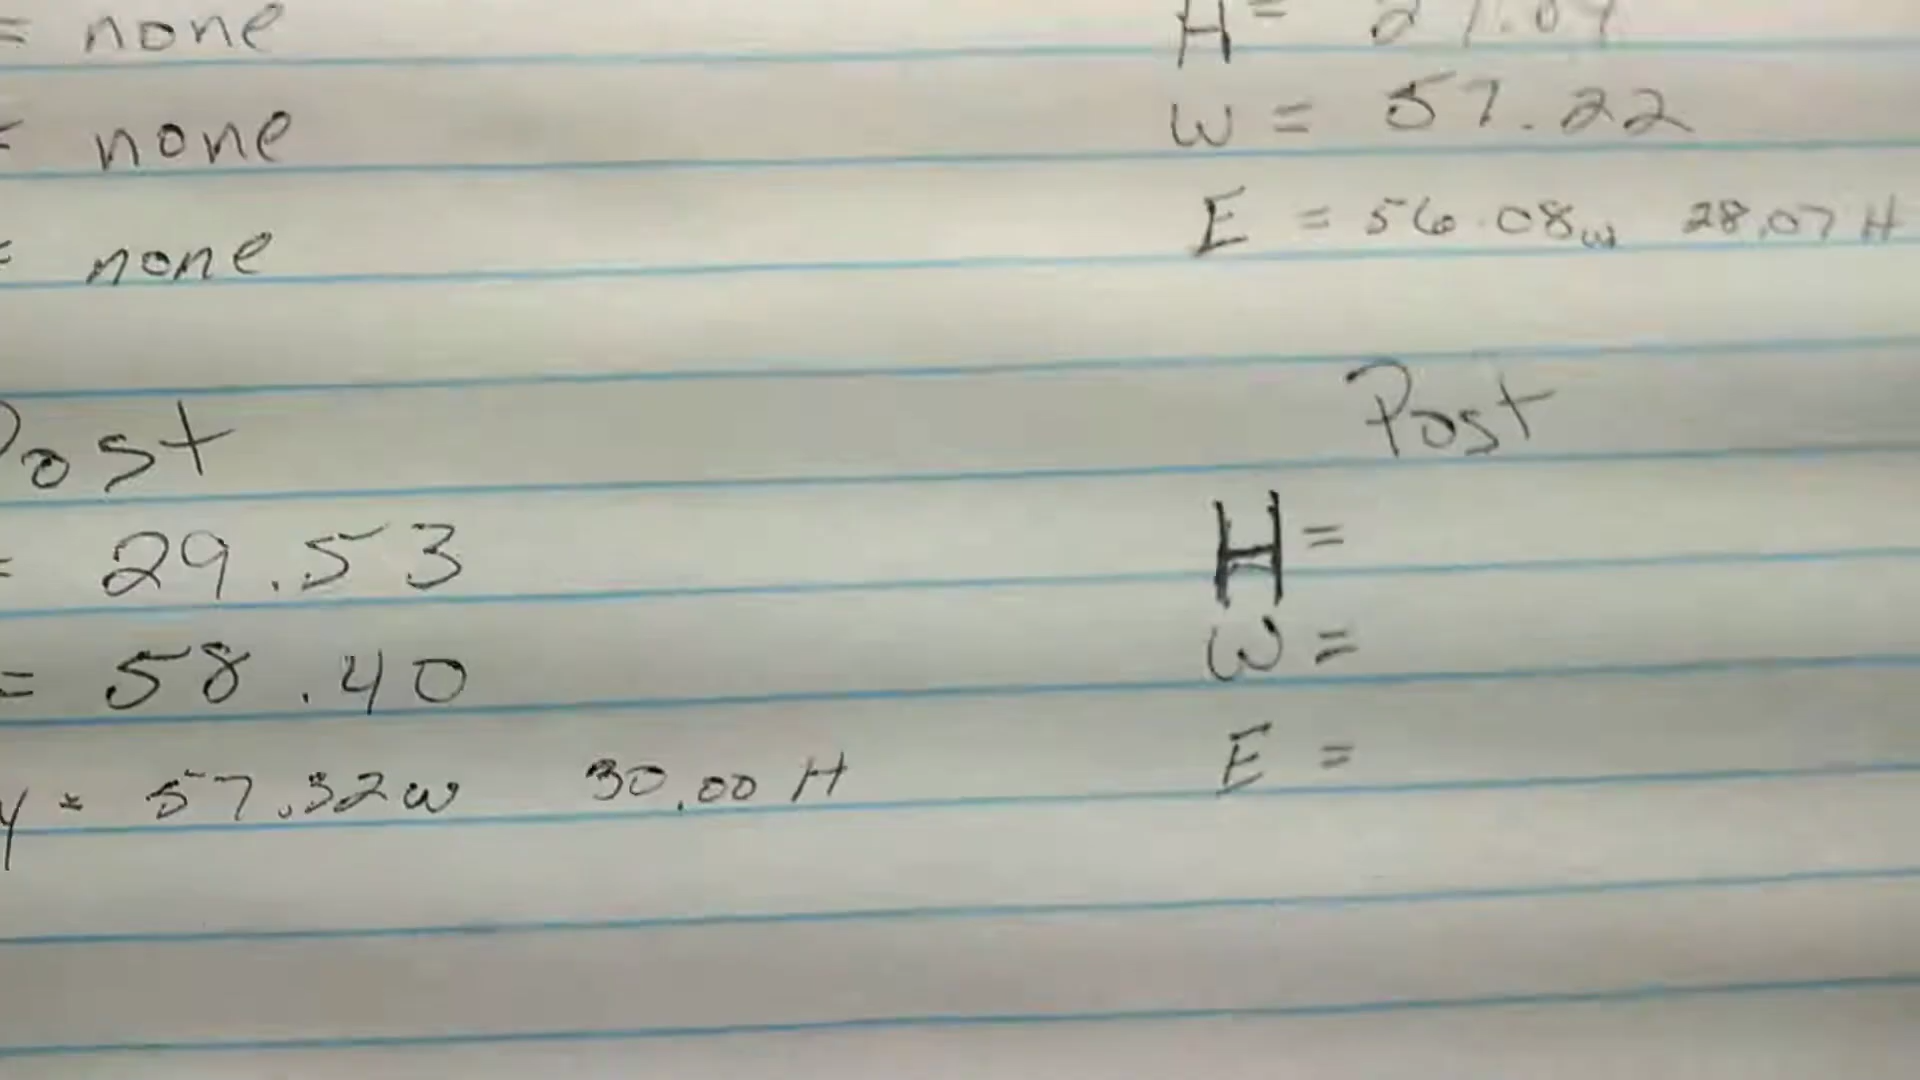 = none
= none
= none
Post
= 29.53
= 58.40
y = 57.32w 30.00 H
H =
W = 57.22
E = 56.08w 28.07 H
Post
H =
W =
E =